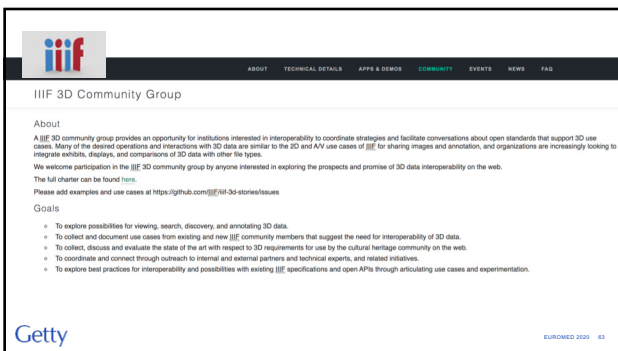 iiif
ABOUT TECHNICAL DETAILS APPS & DEMOS COMMUNITY EVENTS NEWS FAQ
IIIF 3D Community Group
About
A IIIF 3D community group provides an opportunity for institutions interested in interoperability to coordinate strategies and facilitate conversations about open standards that support 3D use
cases. Many of the desired operations and interactions with 3D data are similar to the 2D and A/V use cases of IIIF for sharing images and annotation, and organizations are increasingly looking to
integrate exhibits, displays, and comparisons of 3D data with other file types.
We welcome participation in the IIIF 3D community group by anyone interested in exploring the prospects and promise of 3D data interoperability on the web.
The full charter can be found here.
Please add examples and use cases at https://github.com/IIIF/iiif-3d-stories/issues
Goals
To explore possibilities for viewing, search, discovery, and annotating 3D data.
To collect and document use cases from existing and new IIIF community members that suggest the need for interoperability of 3D data.
To collect, discuss and evaluate the state of the art with respect to 3D requirements for use by the cultural heritage community on the web.
To coordinate and connect through outreach to internal and external partners and technical experts, and related initiatives.
To explore best practices for interoperability and possibilities with existing IIIF specifications and open APIs through articulating use cases and experimentation.
Getty
EUROMED 2020 63